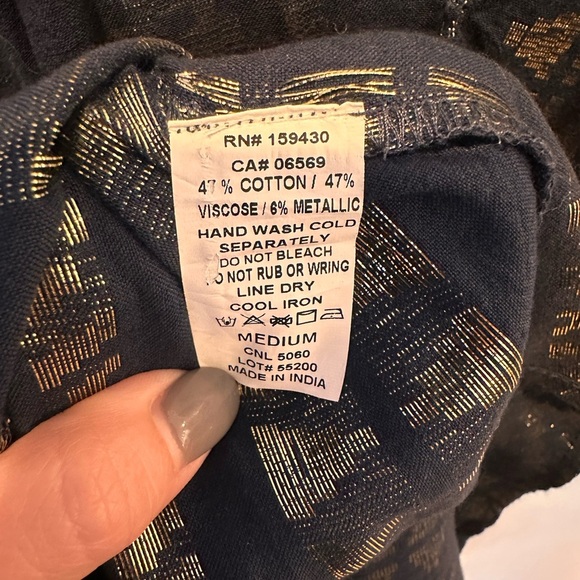 RN# 159430
CA# 06569
47% COTTON / 47%
VISCOSE / 6% METALLIC
HAND WASH COLD
SEPARATELY
DO NOT BLEACH
DO NOT RUB OR WRING
LINE DRY
COOL IRON
MEDIUM
CNL 5060
LOT# 55200
MADE IN INDIA